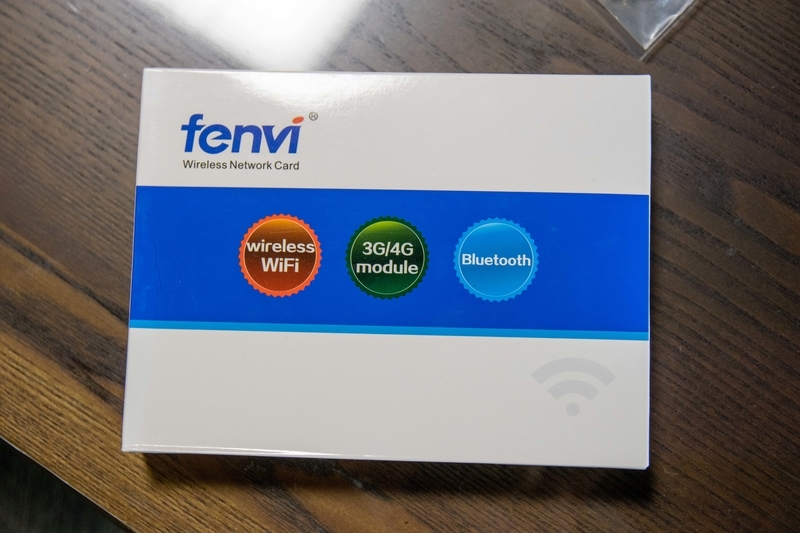 fenvi®
Wireless Network Card
wireless
WiFi
3G/4G
module
Bluetooth